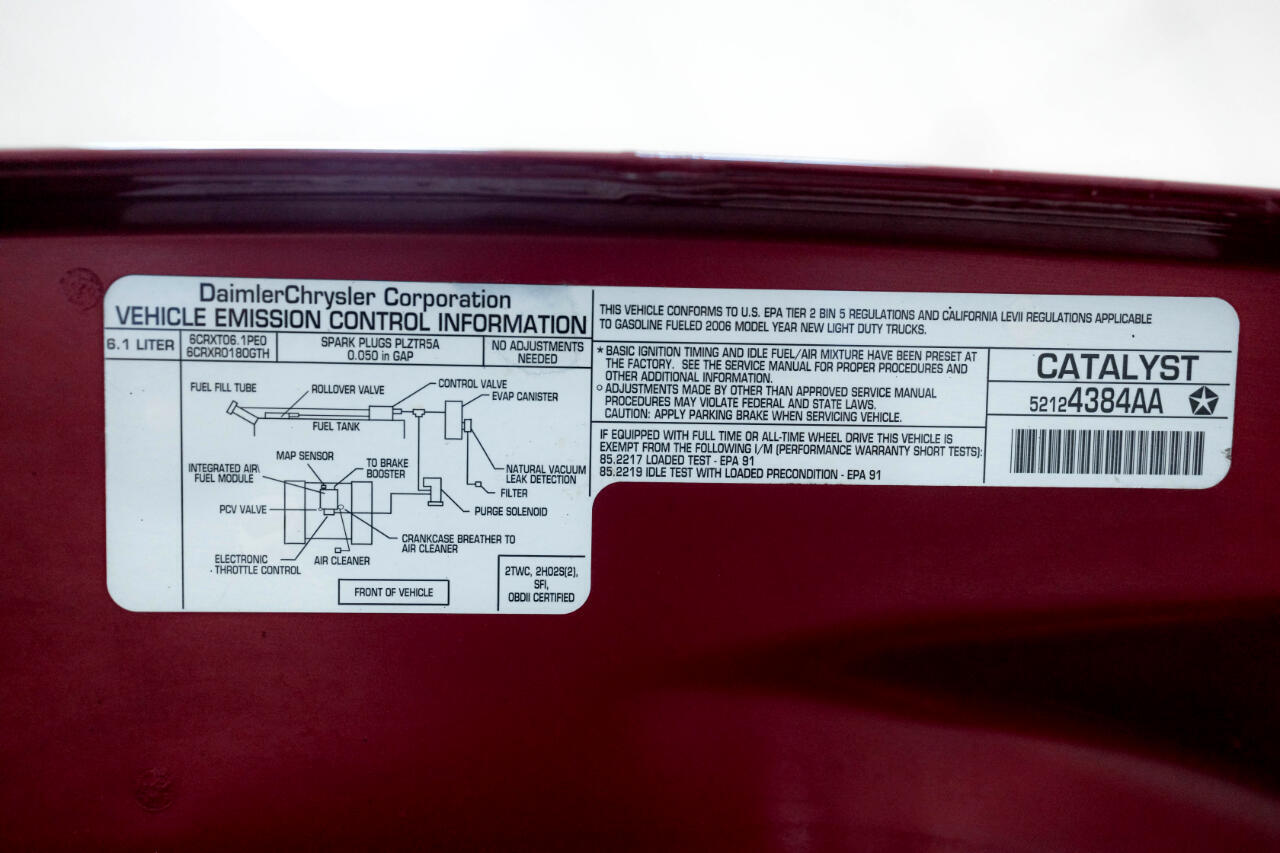 DaimlerChrysler Corporation
VEHICLE EMISSION CONTROL INFORMATION
6.1 LITER
6CRXT06.1PE0
6CRXR0180GTH
SPARK PLUGS PLZTR5A
0.050 in GAP
NO ADJUSTMENTS
NEEDED
FUEL FILL TUBE
ROLLOVER VALVE
CONTROL VALVE
EVAP CANISTER
FUEL TANK
MAP SENSOR
TO BRAKE
BOOSTER
INTEGRATED AIR\
FUEL MODULE
NATURAL VACUUM
LEAK DETECTION
FILTER
PCV VALVE
PURGE SOLENOID
CRANKCASE BREATHER TO
AIR CLEANER
ELECTRONIC
THROTTLE CONTROL
AIR CLEANER
FRONT OF VEHICLE
2TWC, 2HO2S(2),
SFI,
OBDII CERTIFIED
THIS VEHICLE CONFORMS TO U.S. EPA TIER 2 BIN 5 REGULATIONS AND CALIFORNIA LEVII REGULATIONS APPLICABLE
TO GASOLINE FUELED 2006 MODEL YEAR NEW LIGHT DUTY TRUCKS.
* BASIC IGNITION TIMING AND IDLE FUEL/AIR MIXTURE HAVE BEEN PRESET AT
THE FACTORY. SEE THE SERVICE MANUAL FOR PROPER PROCEDURES AND
OTHER ADDITIONAL INFORMATION.
○ ADJUSTMENTS MADE BY OTHER THAN APPROVED SERVICE MANUAL
PROCEDURES MAY VIOLATE FEDERAL AND STATE LAWS.
CAUTION: APPLY PARKING BRAKE WHEN SERVICING VEHICLE.
IF EQUIPPED WITH FULL TIME OR ALL-TIME WHEEL DRIVE THIS VEHICLE IS
EXEMPT FROM THE FOLLOWING I/M (PERFORMANCE WARRANTY SHORT TESTS):
85.2217 LOADED TEST - EPA 91
85.2219 IDLE TEST WITH LOADED PRECONDITION - EPA 91
CATALYST
52124384AA